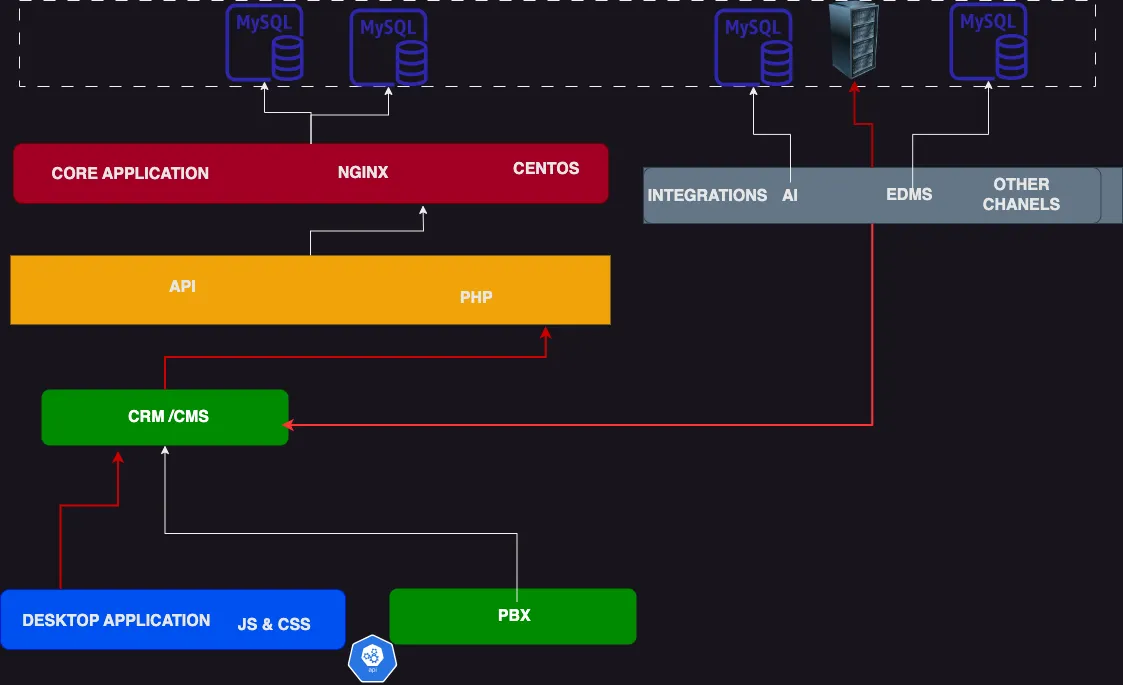 MySQL
MySQL
MySQL
MySQL
CORE APPLICATION
NGINX
CENTOS
INTEGRATIONS
AI
EDMS
OTHER
CHANELS
API
PHP
CRM /CMS
DESKTOP APPLICATION
JS & CSS
PBX
api